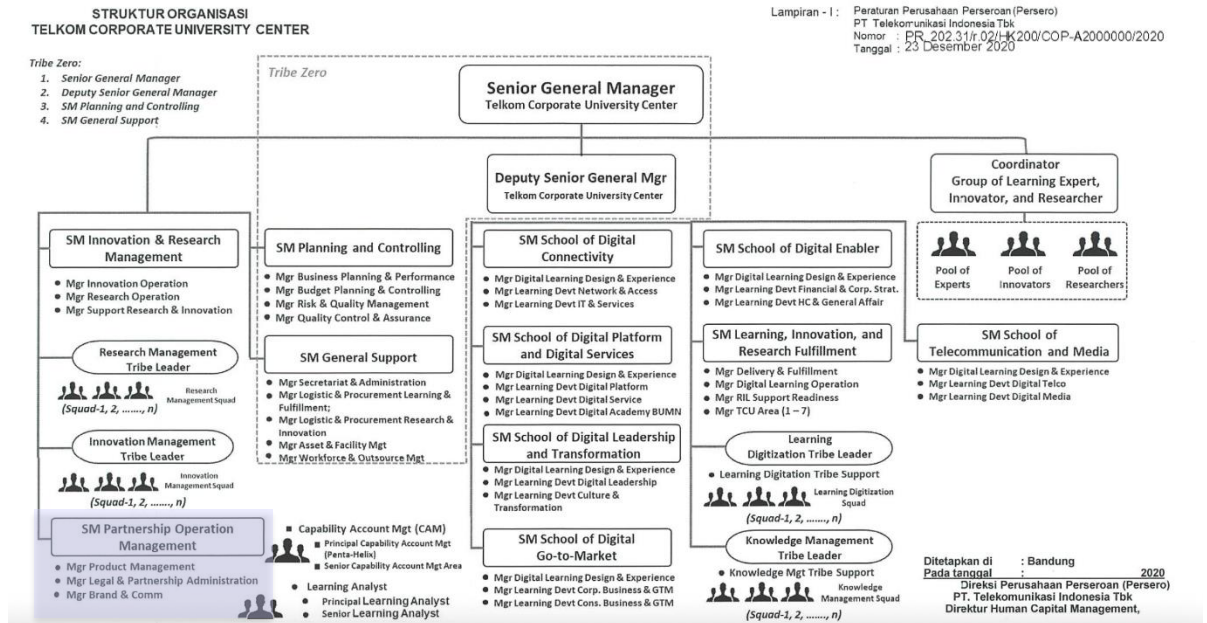 STRUKTUR ORGANISASI
TELKOM CORPORATE UNIVERSITY CENTER
Lampiran - I : Peraturan Perusahaan Perseroan (Persero)
PT Telekomunikasi Indonesia Tbk
Nomor : PR_202.31/r.02/HK200/COP-A2000000/2020
Tanggal : 23 Desember 2020
Tribe Zero:
1. Senior General Manager
2. Deputy Senior General Manager
3. SM Planning and Controlling
4. SM General Support
Tribe Zero
Senior General Manager
Telkom Corporate University Center
Deputy Senior General Mgr
Telkom Corporate University Center
Coordinator
Group of Learning Expert,
Innovator, and Researcher
Pool of
Experts
Pool of
Innovators
Pool of
Researchers
SM Innovation & Research
Management
Mgr Innovation Operation
Mgr Research Operation
Mgr Support Research & Innovation
Research Management
Tribe Leader
Research
Management Squad
(Squad-1, 2, ......., n)
Innovation Management
Tribe Leader
Innovation
Management Squad
(Squad-1, 2, ......., n)
SM Partnership Operation
Management
Mgr Product Management
Mgr Legal & Partnership Administration
Mgr Brand & Comm
SM Planning and Controlling
Mgr Business Planning & Performance
Mgr Budget Planning & Controlling
Mgr Risk & Quality Management
Mgr Quality Control & Assurance
SM General Support
Mgr Secretariat & Administration
Mgr Logistic & Procurement Learning &
Fulfillment;
Mgr Logistic & Procurement Research &
Innovation
Mgr Asset & Facility Mgt
Mgr Workforce & Outsource Mgt
Capability Account Mgt (CAM)
Principal Capability Account Mgt
(Penta-Helix)
Senior Capability Account Mgt Area
Learning Analyst
Principal Learning Analyst
Senior Learning Analyst
SM School of Digital
Connectivity
Mgr Digital Learning Design & Experience
Mgr Learning Devt Network & Access
Mgr Learning Devt IT & Services
SM School of Digital Platform
and Digital Services
Mgr Digital Learning Design & Experience
Mgr Learning Devt Digital Platform
Mgr Learning Devt Digital Service
Mgr Learning Devt Digital Academy BUMN
SM School of Digital Leadership
and Transformation
Mgr Digital Learning Design & Experience
Mgr Learning Devt Digital Leadership
Mgr Learning Devt Culture &
Transformation
SM School of Digital
Go-to-Market
Mgr Digital Learning Design & Experience
Mgr Learning Devt Corp. Business & GTM
Mgr Learning Devt Cons. Business & GTM
SM School of Digital Enabler
Mgr Digital Learning Design & Experience
Mgr Learning Devt Financial & Corp. Strat.
Mgr Learning Devt HC & General Affair
SM Learning, Innovation, and
Research Fulfillment
Mgr Delivery & Fulfillment
Mgr Digital Learning Operation
Mgr RIL Support Readiness
Mgr TCU Area (1 – 7)
Learning
Digitization Tribe Leader
Learning Digitation Tribe Support
Learning Digitization
Squad
(Squad-1, 2, ......., n)
Knowledge Management
Tribe Leader
Knowledge Mgt Tribe Support
Knowledge
Management Squad
(Squad-1, 2, ......., n)
SM School of
Telecommunication and Media
Mgr Digital Learning Design & Experience
Mgr Learning Devt Digital Telco
Mgr Learning Devt Digital Media
Ditetapkan di : Bandung
Pada tanggal : 2020
Direksi Perusahaan Perseroan (Persero)
PT. Telekomunikasi Indonesia Tbk
Direktur Human Capital Management,